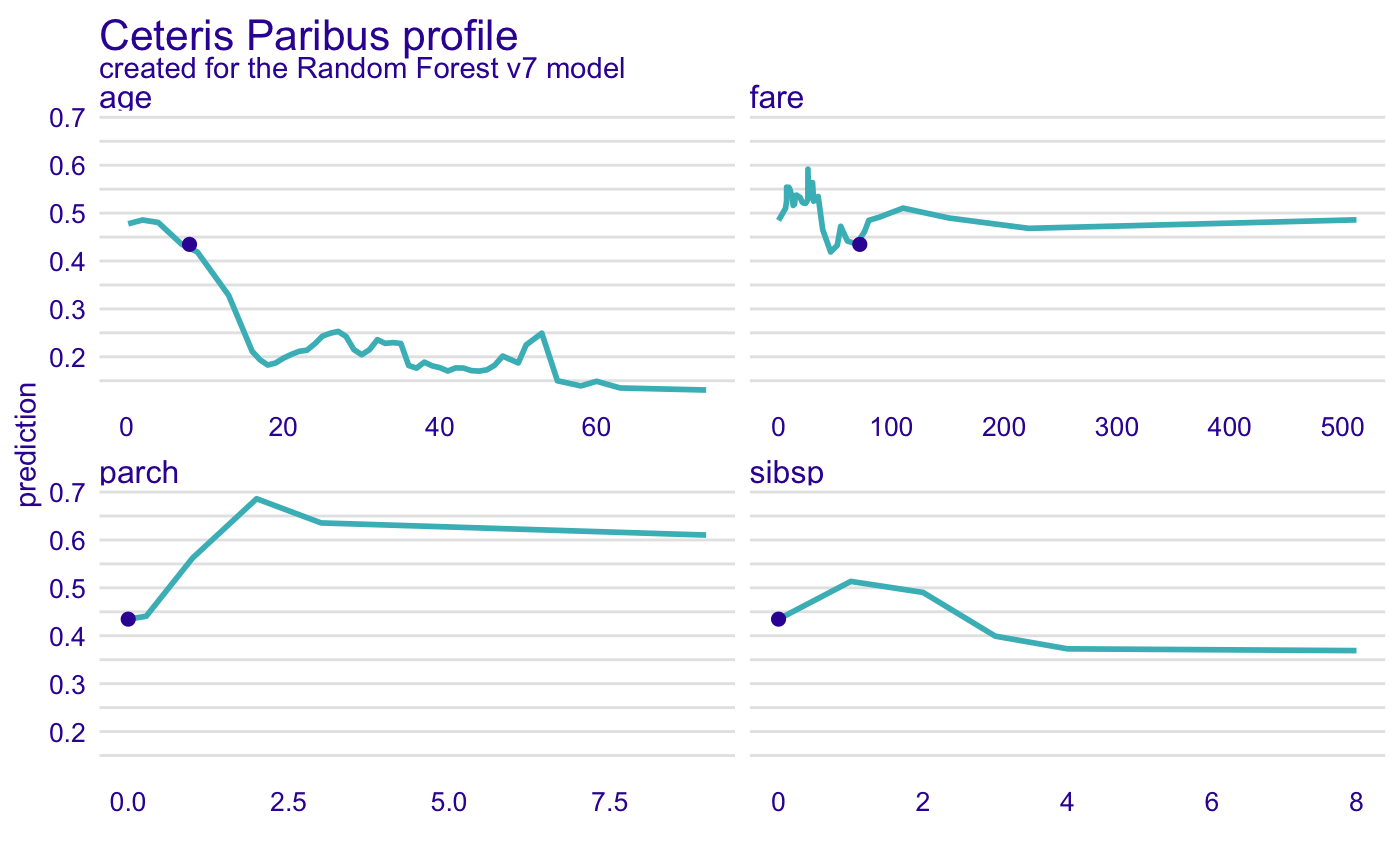 Ceteris Paribus profile
created for the Random Forest v7 model
age
fare
0.7
0.6
0.5
0.4
0.3
0.2
0 20 40 60
0 100 200 300 400 500
prediction
parch
sibsp
0.7
0.6
0.5
0.4
0.3
0.2
0.0 2.5 5.0 7.5
0 2 4 6 8